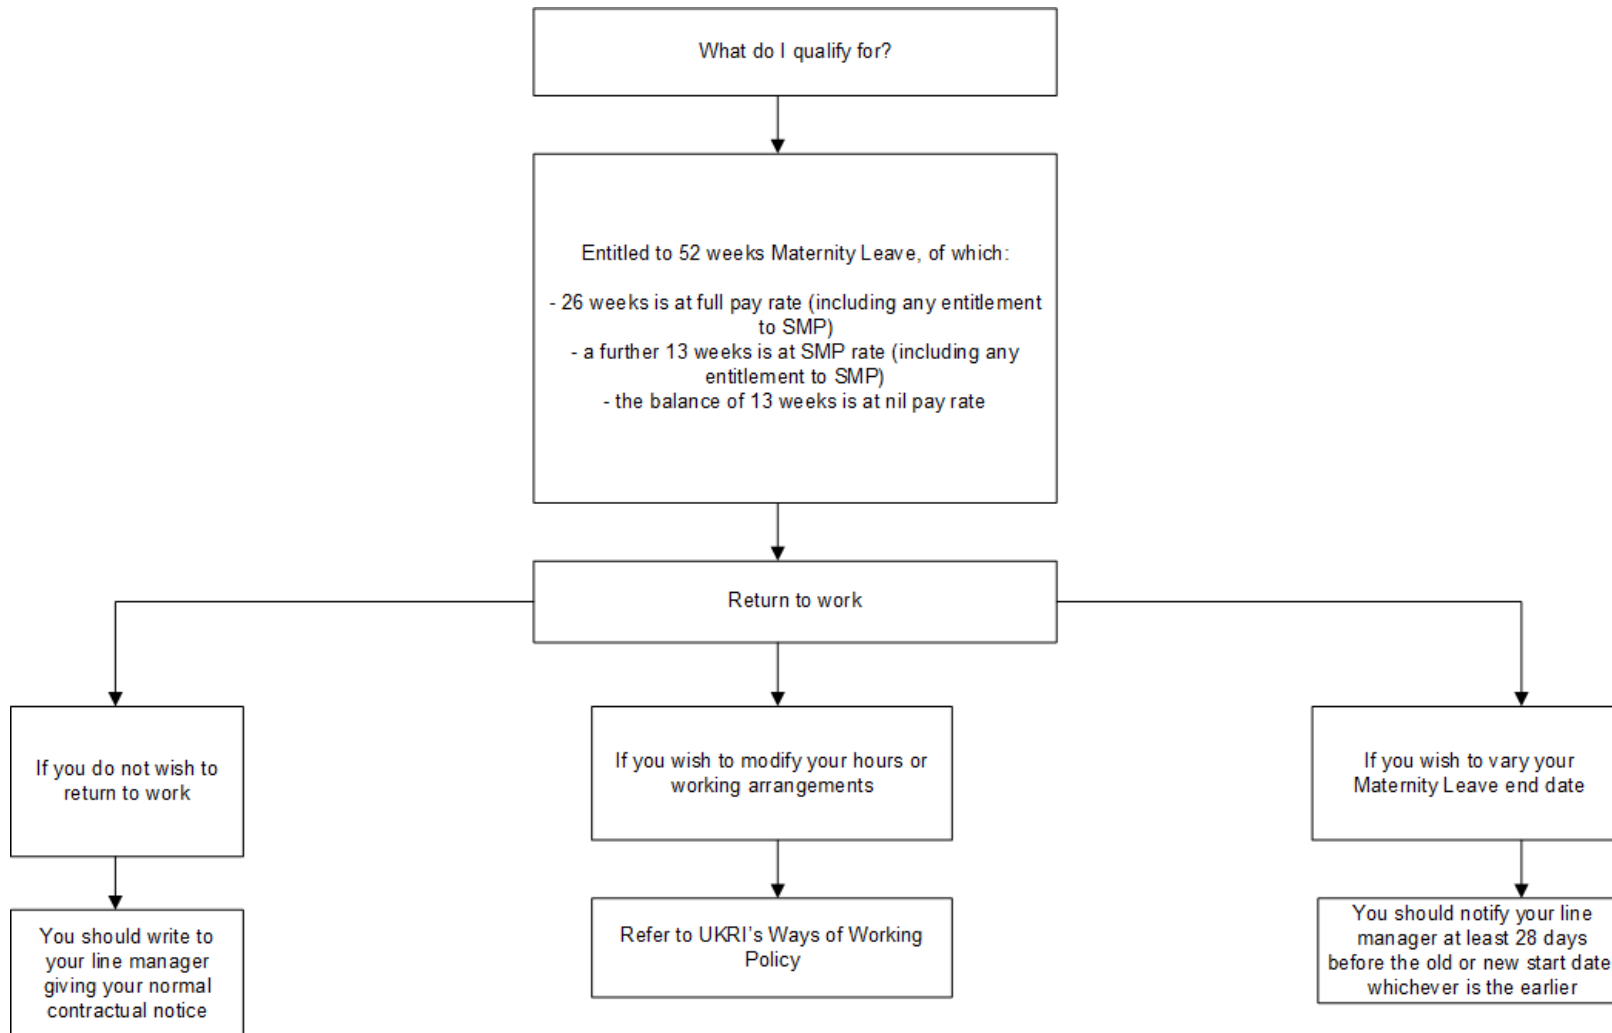 What do I qualify for?
Entitled to 52 weeks Maternity Leave, of which:
- 26 weeks is at full pay rate (including any entitlement
to SMP)
- a further 13 weeks is at SMP rate (including any
entitlement to SMP)
- the balance of 13 weeks is at nil pay rate
Return to work
If you do not wish to
return to work
If you wish to modify your hours or
working arrangements
If you wish to vary your
Maternity Leave end date
You should write to
your line manager
giving your normal
contractual notice
Refer to UKRI's Ways of Working
Policy
You should notify your line
manager at least 28 days
before the old or new start date
whichever is the earlier